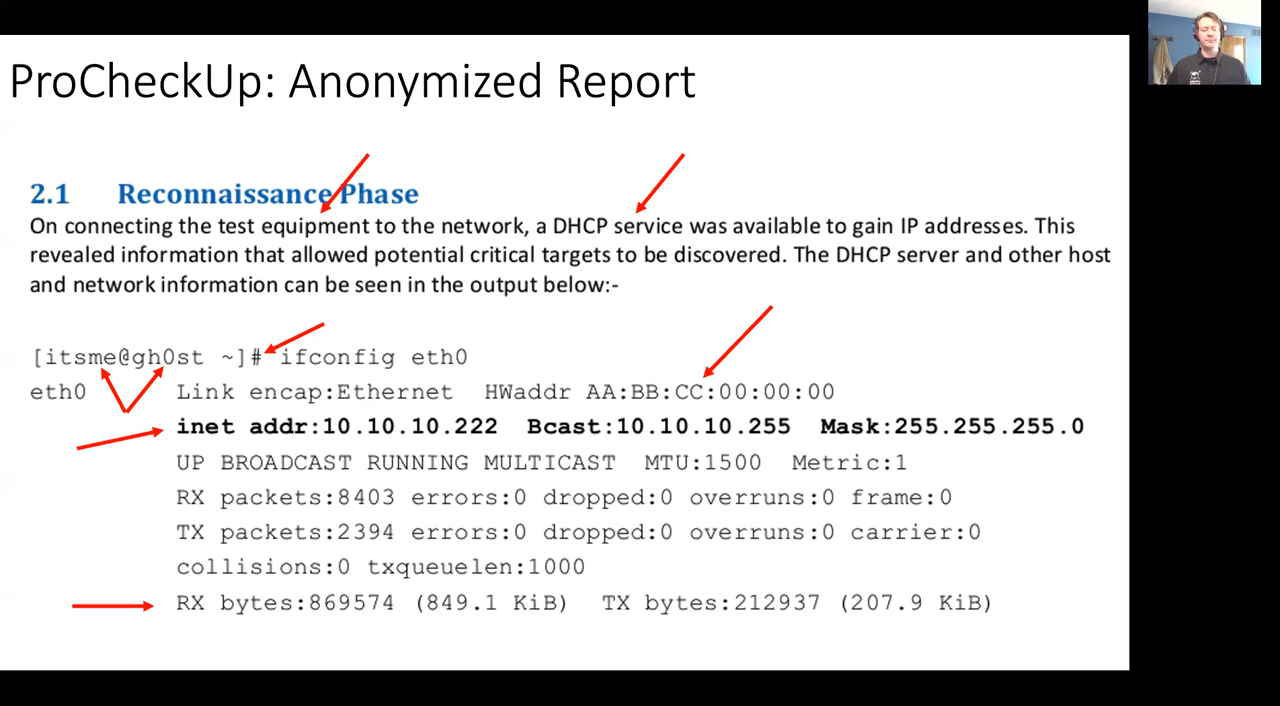 ProCheckUp: Anonymized Report
2.1 Reconnaissance Phase
On connecting the test equipment to the network, a DHCP service was available to gain IP addresses. This
revealed information that allowed potential critical targets to be discovered. The DHCP server and other host
and network information can be seen in the output below:-
[itsme@gh0st ~]# ifconfig eth0
eth0 Link encap:Ethernet HWaddr AA:BB:CC:00:00:00
inet addr:10.10.10.222 Bcast:10.10.10.255 Mask:255.255.255.0
UP BROADCAST RUNNING MULTICAST MTU:1500 Metric:1
RX packets:8403 errors:0 dropped:0 overruns:0 frame:0
TX packets:2394 errors:0 dropped:0 overruns:0 carrier:0
collisions:0 txqueuelen:1000
RX bytes:869574 (849.1 KiB) TX bytes:212937 (207.9 KiB)